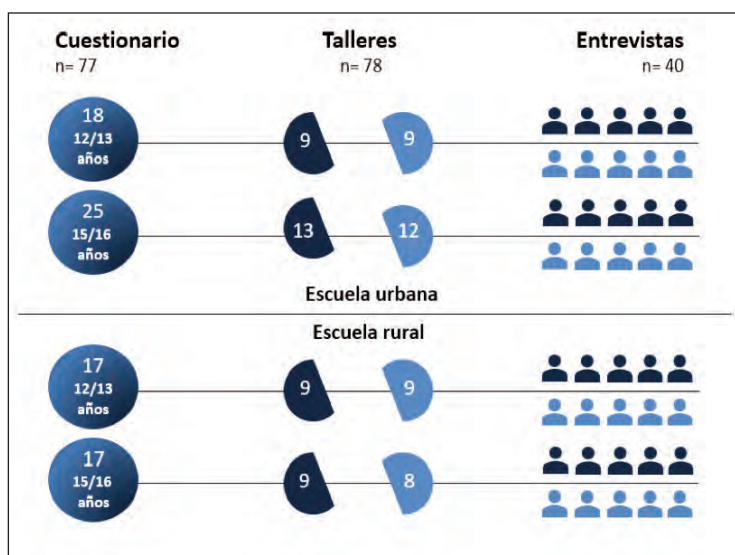 Cuestionario Talleres Entrevistas
n= 77 n= 78 n= 40
18
12/13
años
9 9
25
15/16
años
13 12
Escuela urbana
Escuela rural
17
12/13
años
9 9
17
15/16
años
9 8